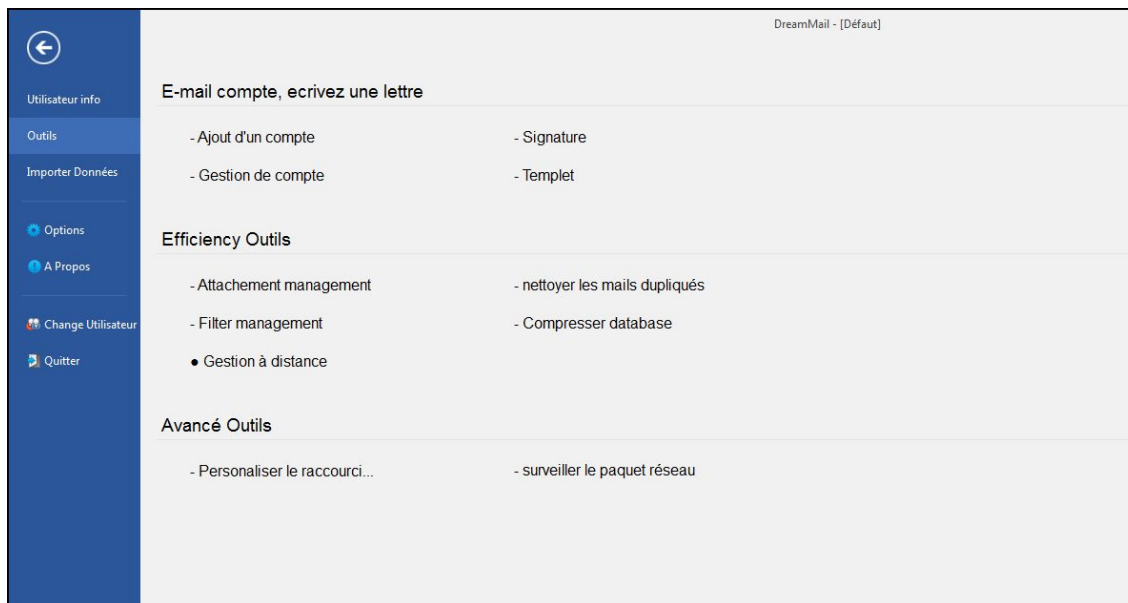 DreamMail - [Défaut]
Utilisateur info
Outils
Importer Données
Options
A Propos
Change Utilisateur
Quitter
E-mail compte, ecrivez une lettre
- Ajout d'un compte
- Signature
- Gestion de compte
- Templet
Efficiency Outils
- Attachement management
- nettoyer les mails dupliqués
- Filter management
- Compresser database
● Gestion à distance
Avancé Outils
- Personaliser le raccourci...
- surveiller le paquet réseau